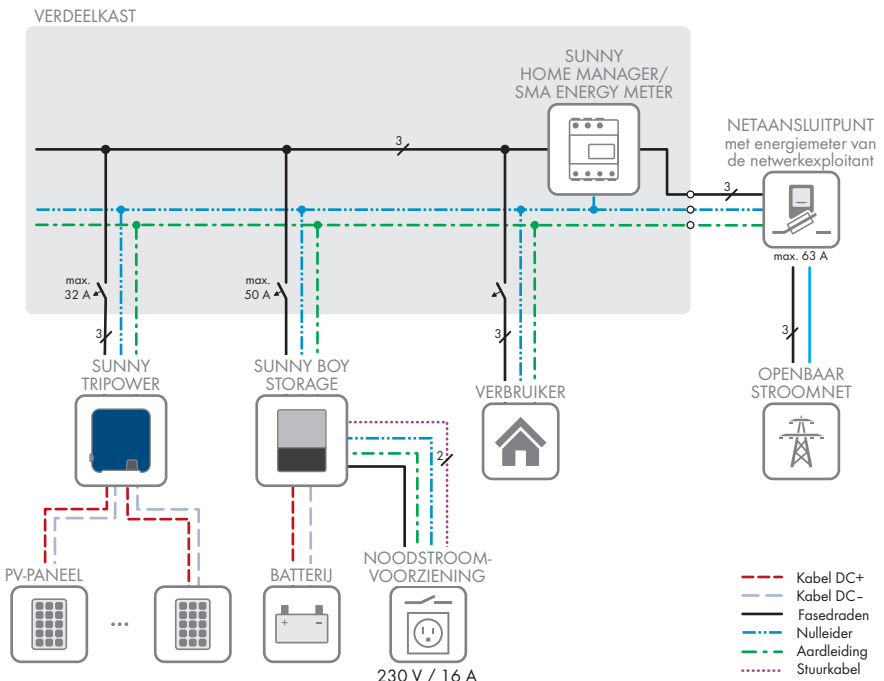 VERDEELKAST
SUNNY
HOME MANAGER/
SMA ENERGY METER
NETAANSLUITPUNT
met energiemeter van
de netwerkexploitant
3
3
max. 63 A
max.
32 A
max.
50 A
3
3
3
SUNNY
TRIPOWER
SUNNY BOY
STORAGE
VERBRUIKER
OPENBAAR
STROOMNET
2
PV-PANEEL
...
BATTERIJ
+ -
NOODSTROOM-
VOORZIENING
230 V / 16 A
Kabel DC+
Kabel DC–
Fasedraden
Nulleider
Aardleiding
Stuurkabel